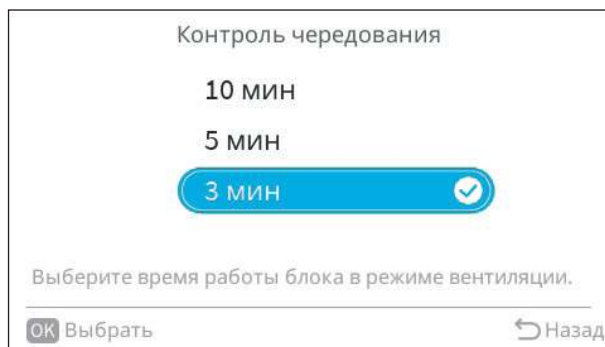 Контроль чередования
10 мин
5 мин
3 мин
Выберите время работы блока в режиме вентиляции.
OK Выбрать
Назад